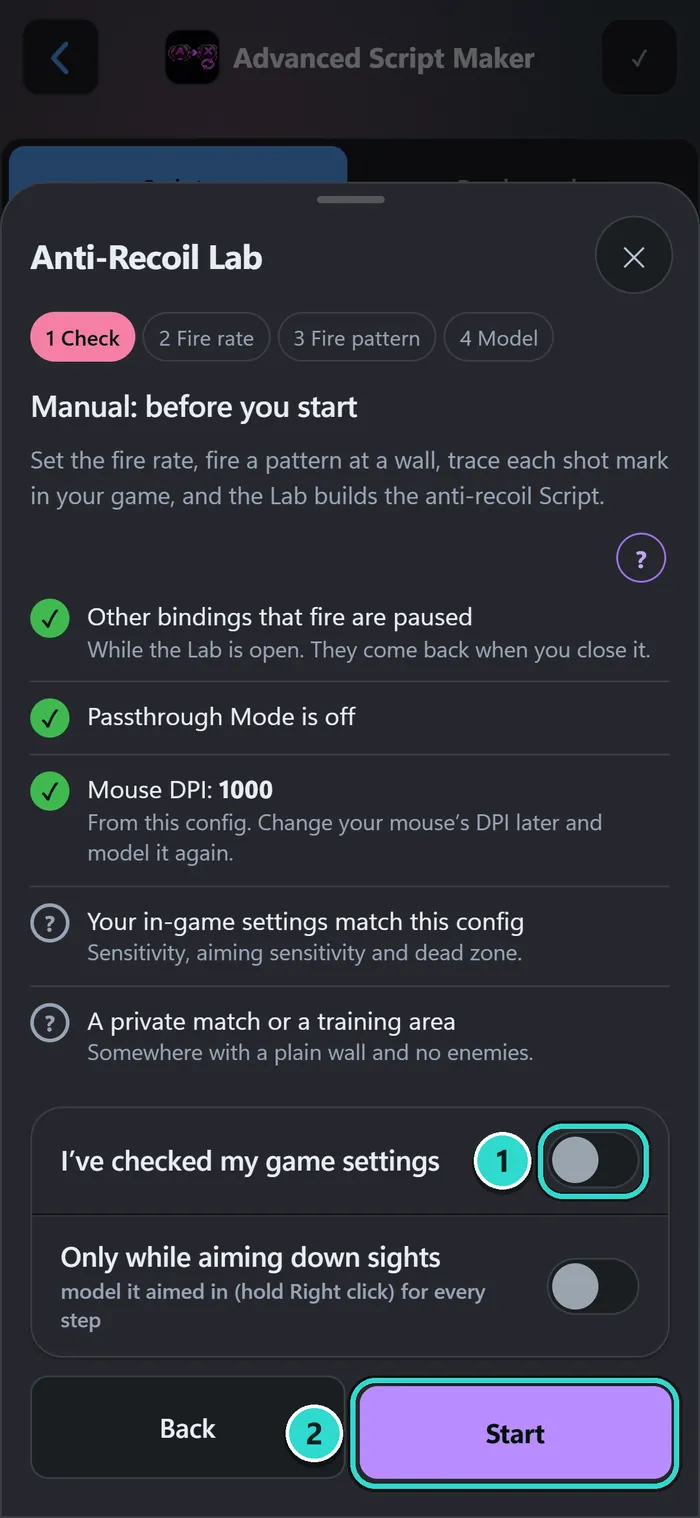 Advanced Script Maker
✓
Anti-Recoil Lab
1 Check
2 Fire rate
3 Fire pattern
4 Model
Manual: before you start
Set the fire rate, fire a pattern at a wall, trace each shot mark
in your game, and the Lab builds the anti-recoil Script.
?
Other bindings that fire are paused
While the Lab is open. They come back when you close it.
Passthrough Mode is off
Mouse DPI: 1000
From this config. Change your mouse’s DPI later and
model it again.
? Your in-game settings match this config
Sensitivity, aiming sensitivity and dead zone.
? A private match or a training area
Somewhere with a plain wall and no enemies.
I’ve checked my game settings
1
Only while aiming down sights
model it aimed in (hold Right click) for every
step
Back
2
Start